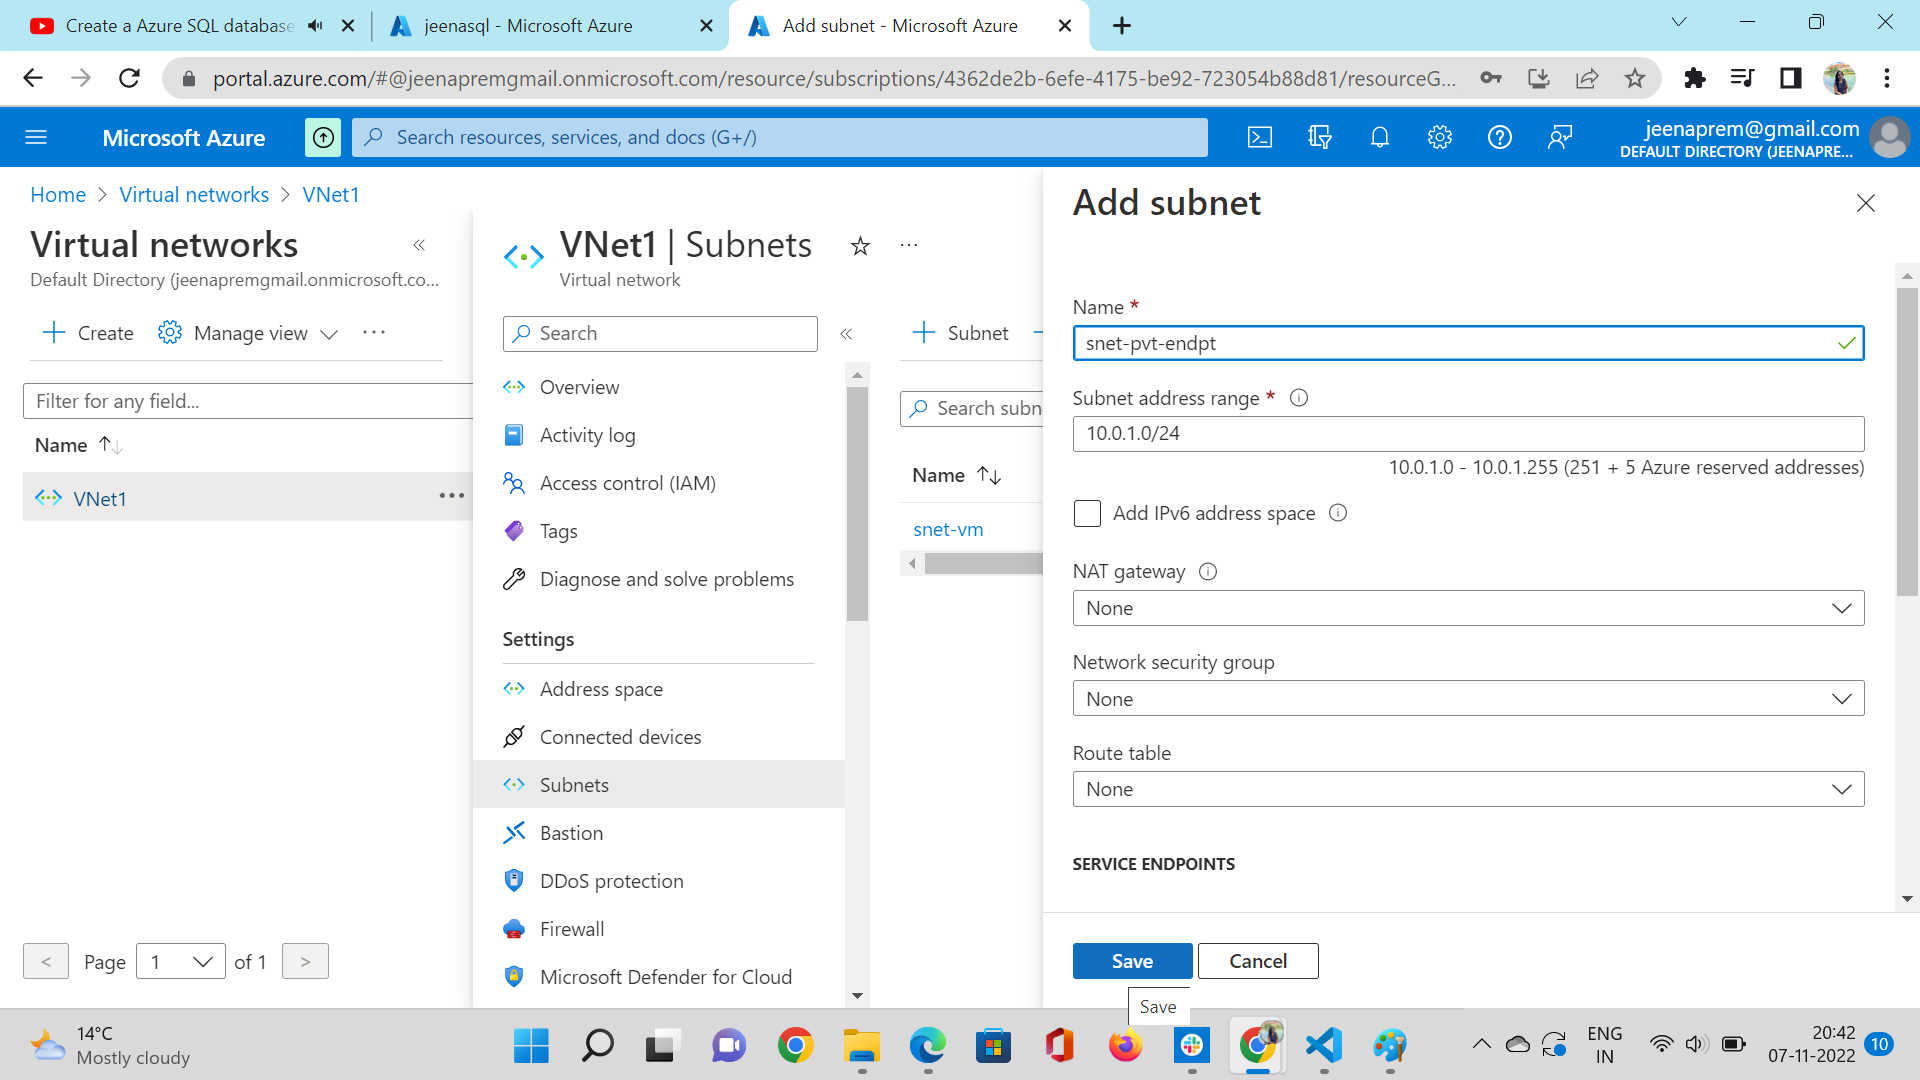 Create a Azure SQL database
jeenasql - Microsoft Azure
Add subnet - Microsoft Azure
portal.azure.com/#@jeenapremgmail.onmicrosoft.com/resource/subscriptions/4362de2b-6efe-4175-be92-723054b88d81/resourceG...
Microsoft Azure
Search resources, services, and docs (G+/)
jeenaprem@gmail.com
DEFAULT DIRECTORY (JEENAPRE...
Home > Virtual networks > VNet1
Virtual networks
Default Directory (jeenapremgmail.onmicrosoft.co...
Create
Manage view
Filter for any field...
Name
VNet1
< Page 1 of 1 >
VNet1 | Subnets
Virtual network
Search
Overview
Activity log
Access control (IAM)
Tags
Diagnose and solve problems
Settings
Address space
Connected devices
Subnets
Bastion
DDoS protection
Firewall
Microsoft Defender for Cloud
Subnet
Search subn
Name
snet-vm
Add subnet
Name *
snet-pvt-endpt
Subnet address range *
10.0.1.0/24
10.0.1.0 - 10.0.1.255 (251 + 5 Azure reserved addresses)
Add IPv6 address space
NAT gateway
None
Network security group
None
Route table
None
SERVICE ENDPOINTS
Save
Cancel
Save
14°C
Mostly cloudy
ENG
IN
20:42
07-11-2022
10